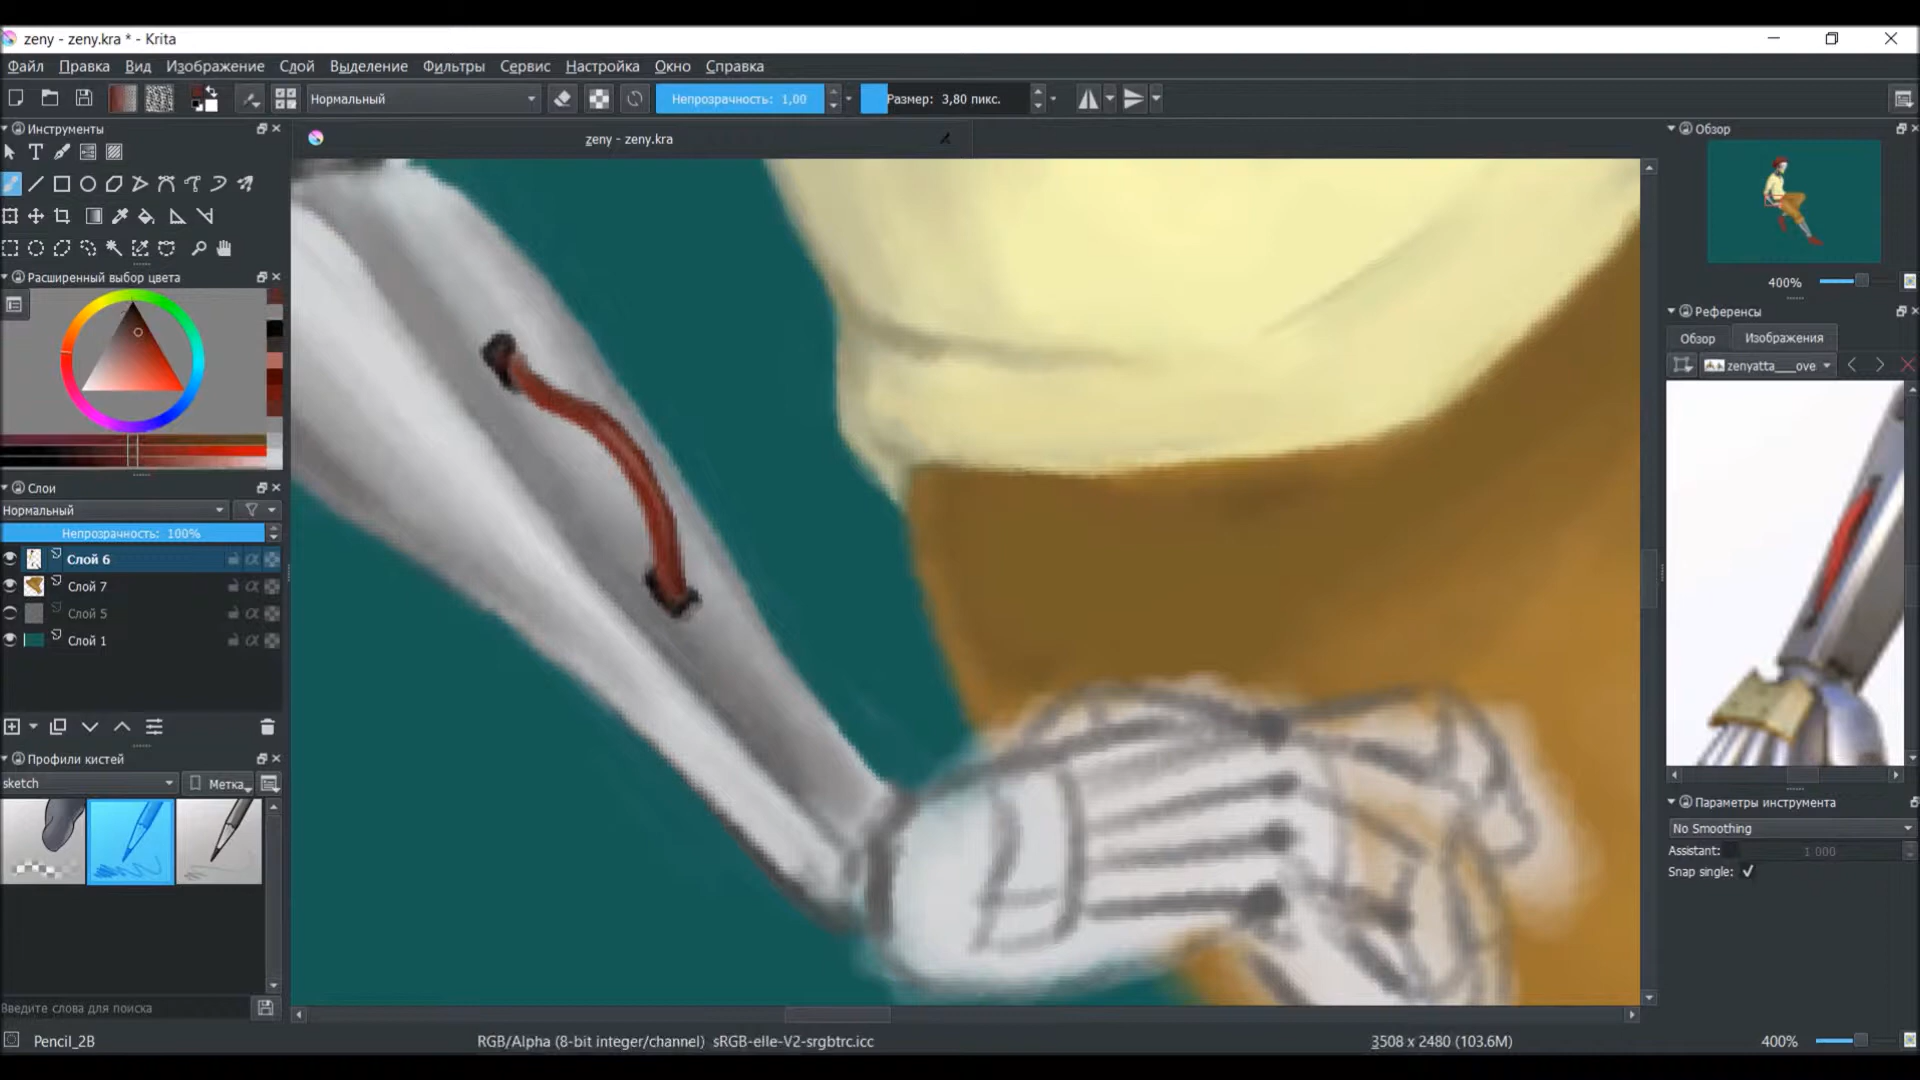 zeny - zeny.kra * - Krita
Файл Правка Вид Изображение Слой Выделение Фильтры Сервис Настройка Окно Справка
Нормальный Непрозрачность: 1,00 Размер: 3,80 пикс.
Инструменты
zeny - zeny.kra
Обзор
Расширенный выбор цвета
400%
Референсы
Обзор Изображения
zenyatta___ove
Слои
Нормальный
Непрозрачность: 100%
Слой 6
Слой 7
Слой 5
Слой 1
Профили кистей
sketch Метка
Параметры инструмента
No Smoothing
Assistant: 1 000
Snap single:
Введите слова для поиска
Pencil_2B RGB/Alpha (8-bit integer/channel) sRGB-elle-V2-srgbtrc.icc 3508 x 2480 (103.6M) 400%